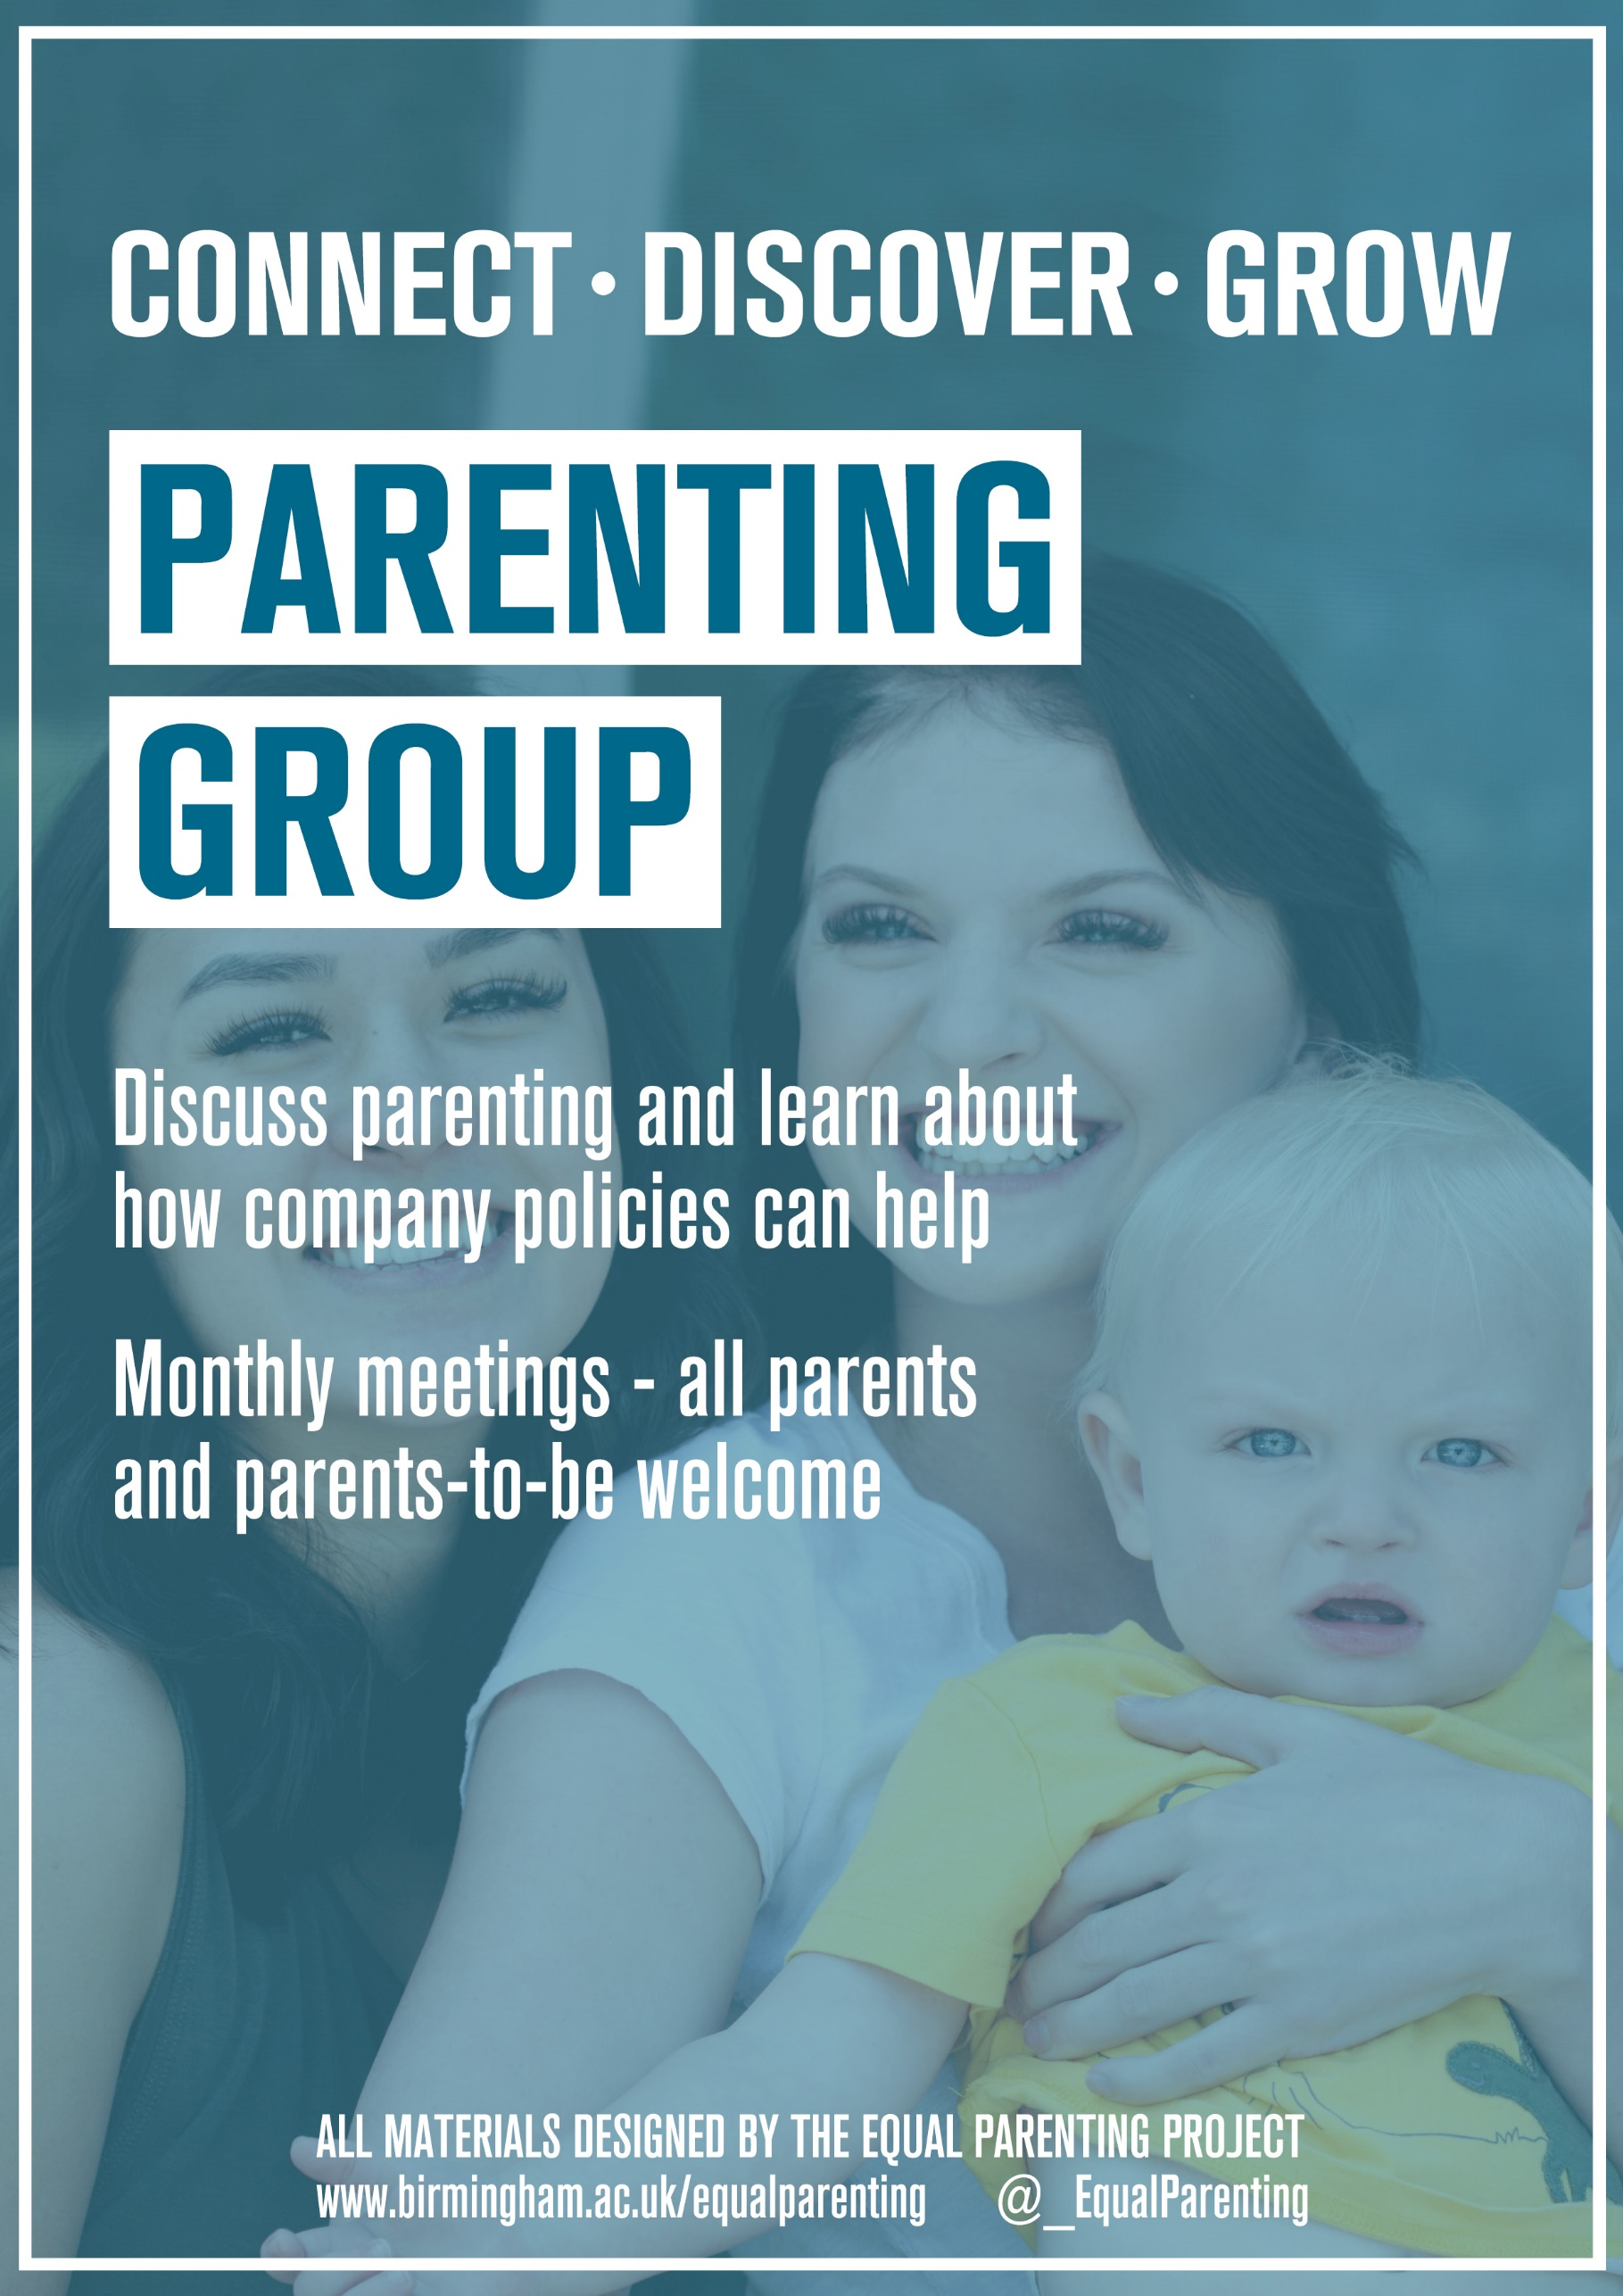 CONNECT • DISCOVER • GROW
PARENTING
GROUP
Discuss parenting and learn about
how company policies can help
Monthly meetings - all parents
and parents-to-be welcome
ALL MATERIALS DESIGNED BY THE EQUAL PARENTING PROJECT
www.birmingham.ac.uk/equalparenting @_EqualParenting